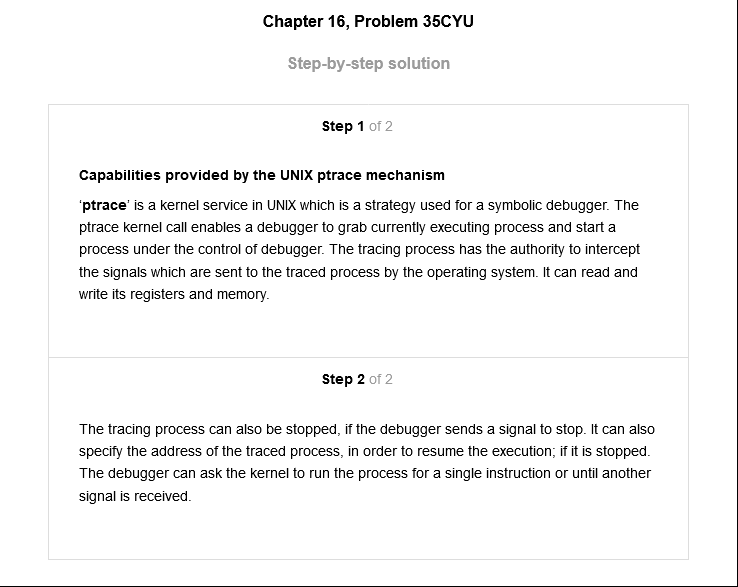 Chapter 16, Problem 35CYU
Step-by-step solution
Step 1 of 2
Capabilities provided by the UNIX ptrace mechanism
‘ptrace’ is a kernel service in UNIX which is a strategy used for a symbolic debugger. The
ptrace kernel call enables a debugger to grab currently executing process and start a
process under the control of debugger. The tracing process has the authority to intercept
the signals which are sent to the traced process by the operating system. It can read and
write its registers and memory.
Step 2 of 2
The tracing process can also be stopped, if the debugger sends a signal to stop. It can also
specify the address of the traced process, in order to resume the execution; if it is stopped.
The debugger can ask the kernel to run the process for a single instruction or until another
signal is received.